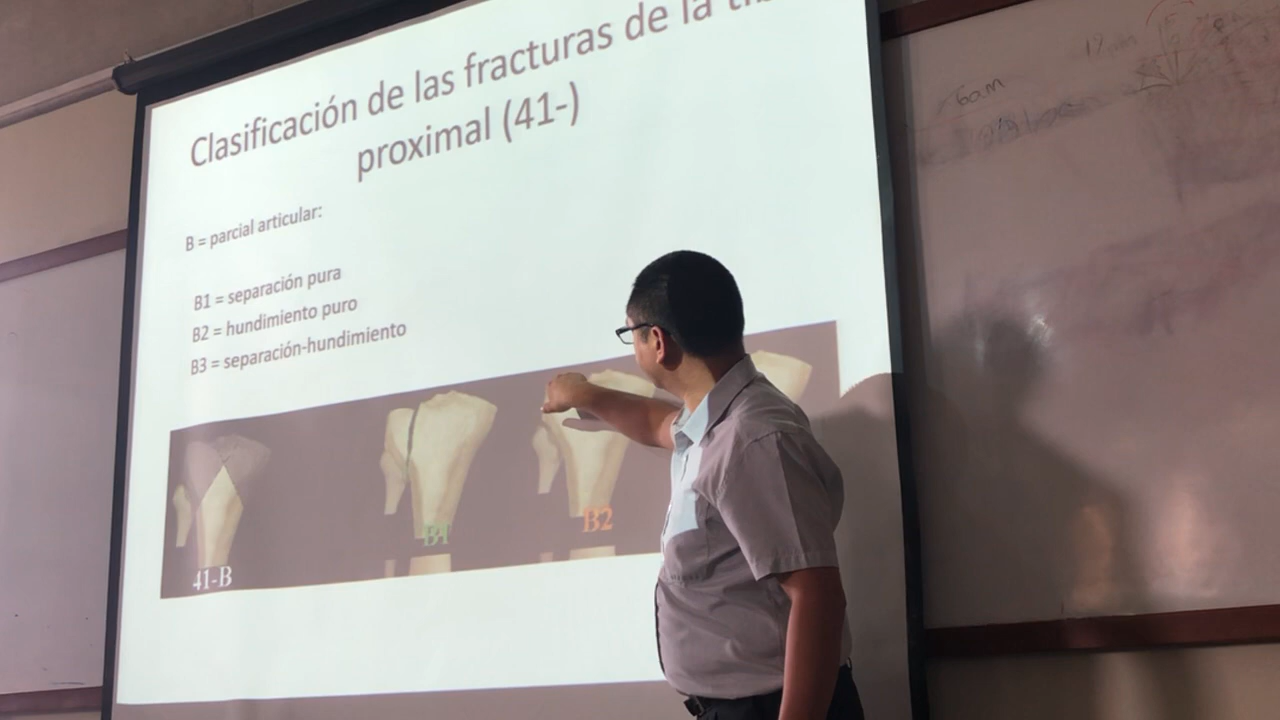 Clasificación de las fracturas de la
proximal (41-)
B = parcial articular:
B1 = separación pura
B2 = hundimiento puro
B3 = separación-hundimiento
41-B
B1
B2
6am